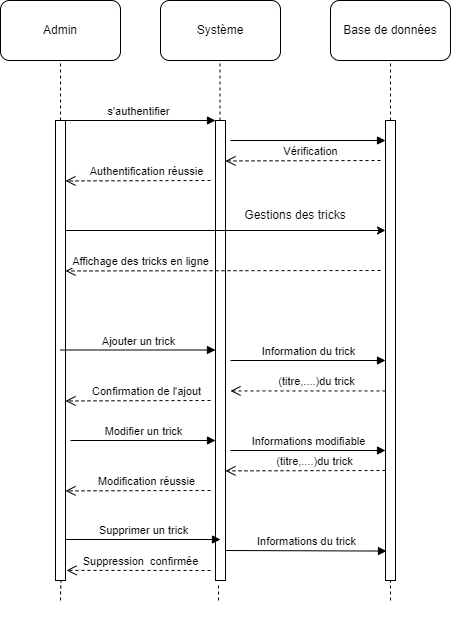 Admin
Système
Base de données
s'authentifier
Vérification
Authentification réussie
Gestions des tricks
Affichage des tricks en ligne
Ajouter un trick
Information du trick
(titre,....)du trick
Confirmation de l'ajout
Modifier un trick
Informations modifiable
(titre,....)du trick
Modification réussie
Supprimer un trick
Informations du trick
Suppression confirmée